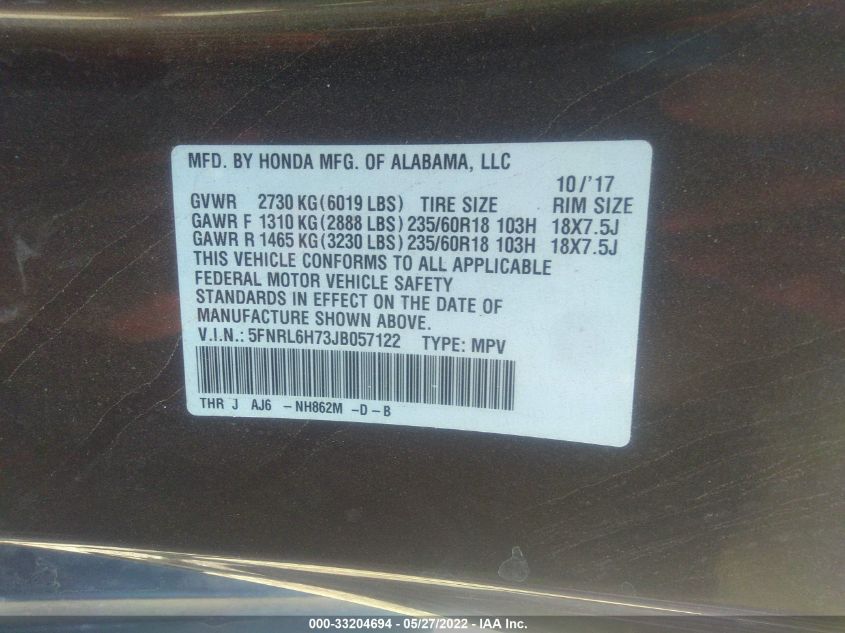 MFD. BY HONDA MFG. OF ALABAMA, LLC
10/'17
GVWR 2730 KG(6019 LBS) TIRE SIZE RIM SIZE
GAWR F 1310 KG(2888 LBS) 235/60R18 103H 18X7.5J
GAWR R 1465 KG(3230 LBS) 235/60R18 103H 18X7.5J
THIS VEHICLE CONFORMS TO ALL APPLICABLE
FEDERAL MOTOR VEHICLE SAFETY
STANDARDS IN EFFECT ON THE DATE OF
MANUFACTURE SHOWN ABOVE.
V.I.N.: 5FNRL6H73JB057122 TYPE: MPV
THR J AJ6 -NH862M -D-B
000-33204694 - 05/27/2022 - IAA Inc.